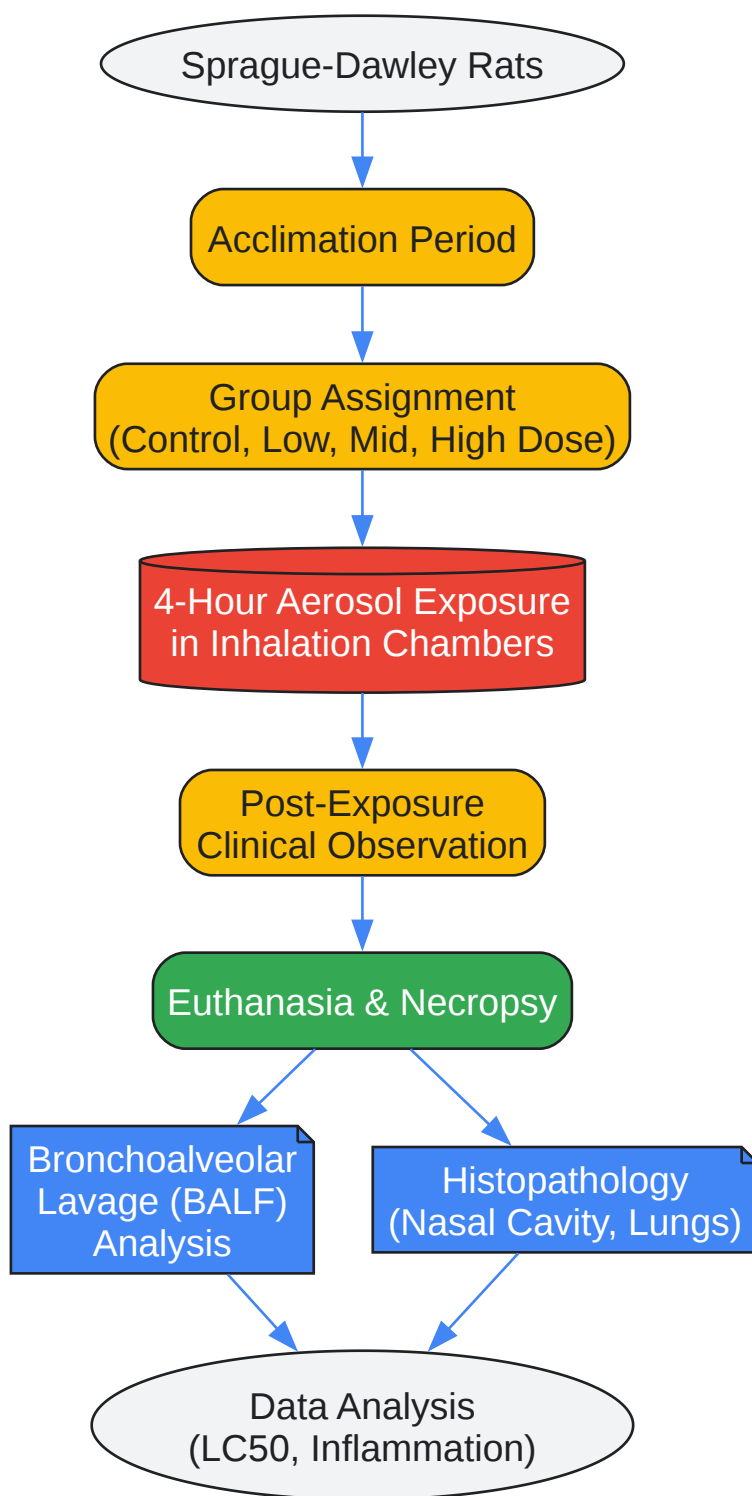 Sprague-Dawley Rats
Acclimation Period
Group Assignment
(Control, Low, Mid, High Dose)
4-Hour Aerosol Exposure
in Inhalation Chambers
Post-Exposure
Clinical Observation
Euthanasia & Necropsy
Bronchoalveolar
Lavage (BALF)
Analysis
Histopathology
(Nasal Cavity, Lungs)
Data Analysis
(LC50, Inflammation)